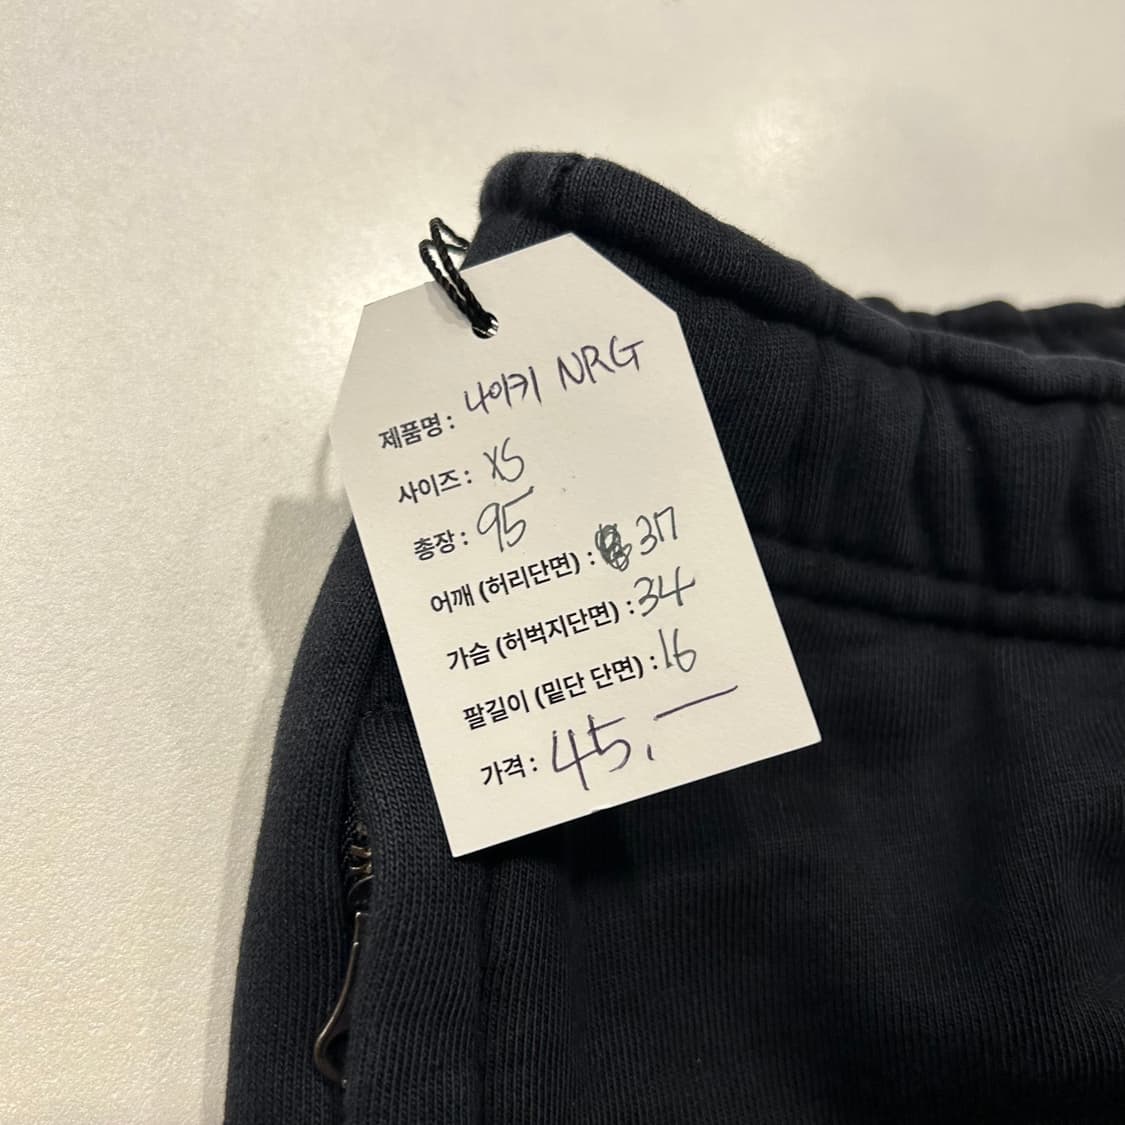 제품명 : 나이키 NRG
사이즈 : XS
총장 : 95
어깨 (허리단면) : 37
가슴 (허벅지단면) : 34
팔길이 (밑단 단면) : 16
가격 : 45.—